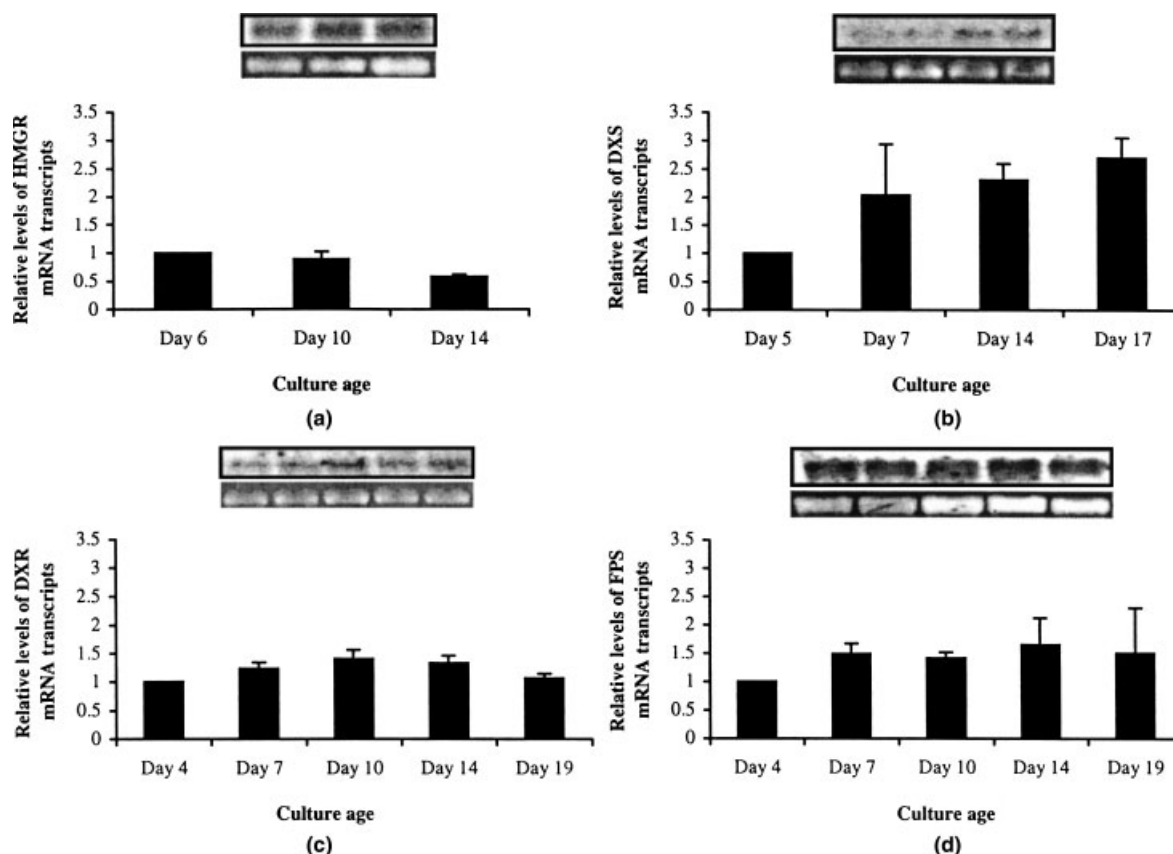 Relative levels of HMGR
mRNA transcripts
3.5
3
2.5
2
1.5
1
0.5
0
Day 6 Day 10 Day 14
Culture age
(a)
Relative levels of DXS
mRNA transcripts
3.5
3
2.5
2
1.5
1
0.5
0
Day 5 Day 7 Day 14 Day 17
Culture age
(b)
Relative levels of DXR
mRNA transcripts
3.5
3
2.5
2
1.5
1
0.5
0
Day 4 Day 7 Day 10 Day 14 Day 19
Culture age
(c)
Relative levels of FPS
mRNA transcripts
3.5
3
2.5
2
1.5
1
0.5
0
Day 4 Day 7 Day 10 Day 14 Day 19
Culture age
(d)